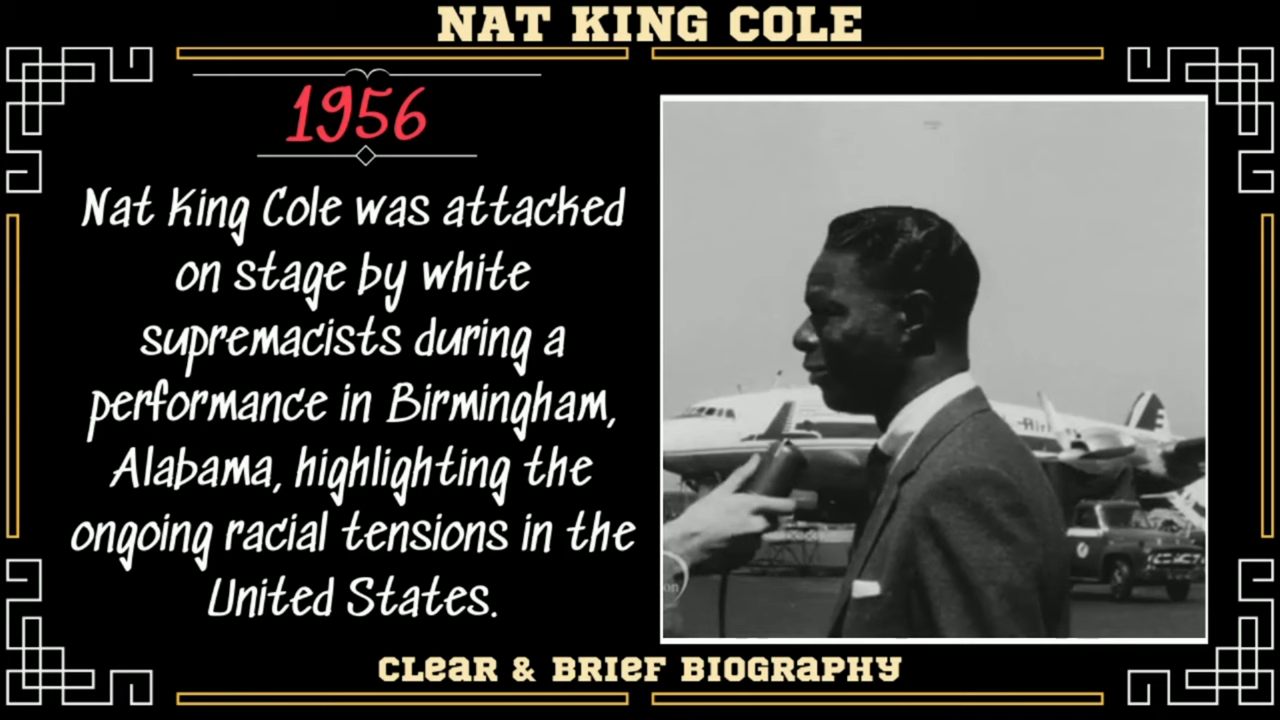 NAT KING COLE
1956
Nat King Cole was attacked
on stage by white
supremacists during a
performance in Birmingham,
Alabama, highlighting the
ongoing racial tensions in the
United States.
CLEAR & BRIEF BIOGRAPHY